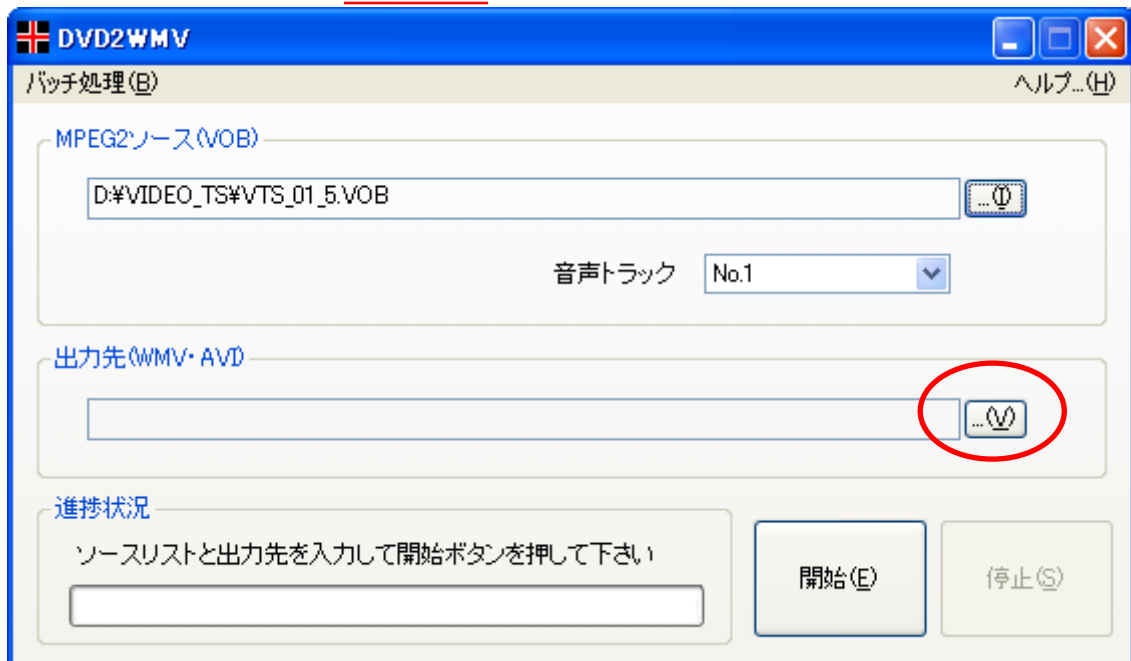 DVD2WMV
バッチ処理(B) ヘルプ...(H)
MPEG2ソース(VOB)
D:¥VIDEO_TS¥VTS_01_5.VOB ...(I)
音声トラック No.1
出力先(WMV・AVI)
...(V)
進捗状況
ソースリストと出力先を入力して開始ボタンを押して下さい
開始(E) 停止(S)